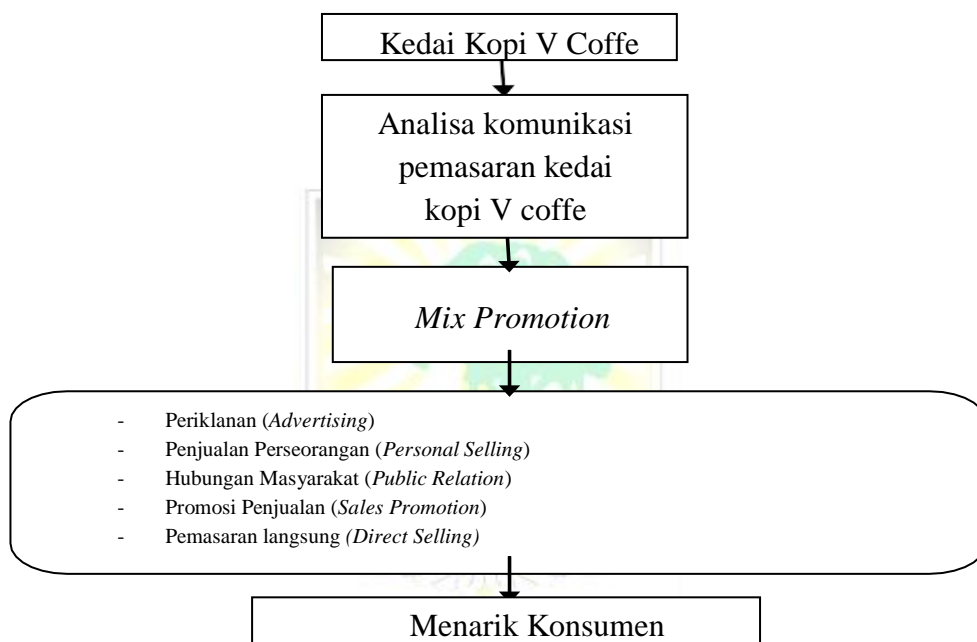 Kedai Kopi V Coffe
Analisa komunikasi
pemasaran kedai
kopi V coffe
Mix Promotion
- Periklanan (Advertising)
- Penjualan Perseorangan (Personal Selling)
- Hubungan Masyarakat (Public Relation)
- Promosi Penjualan (Sales Promotion)
- Pemasaran langsung (Direct Selling)
Menarik Konsumen